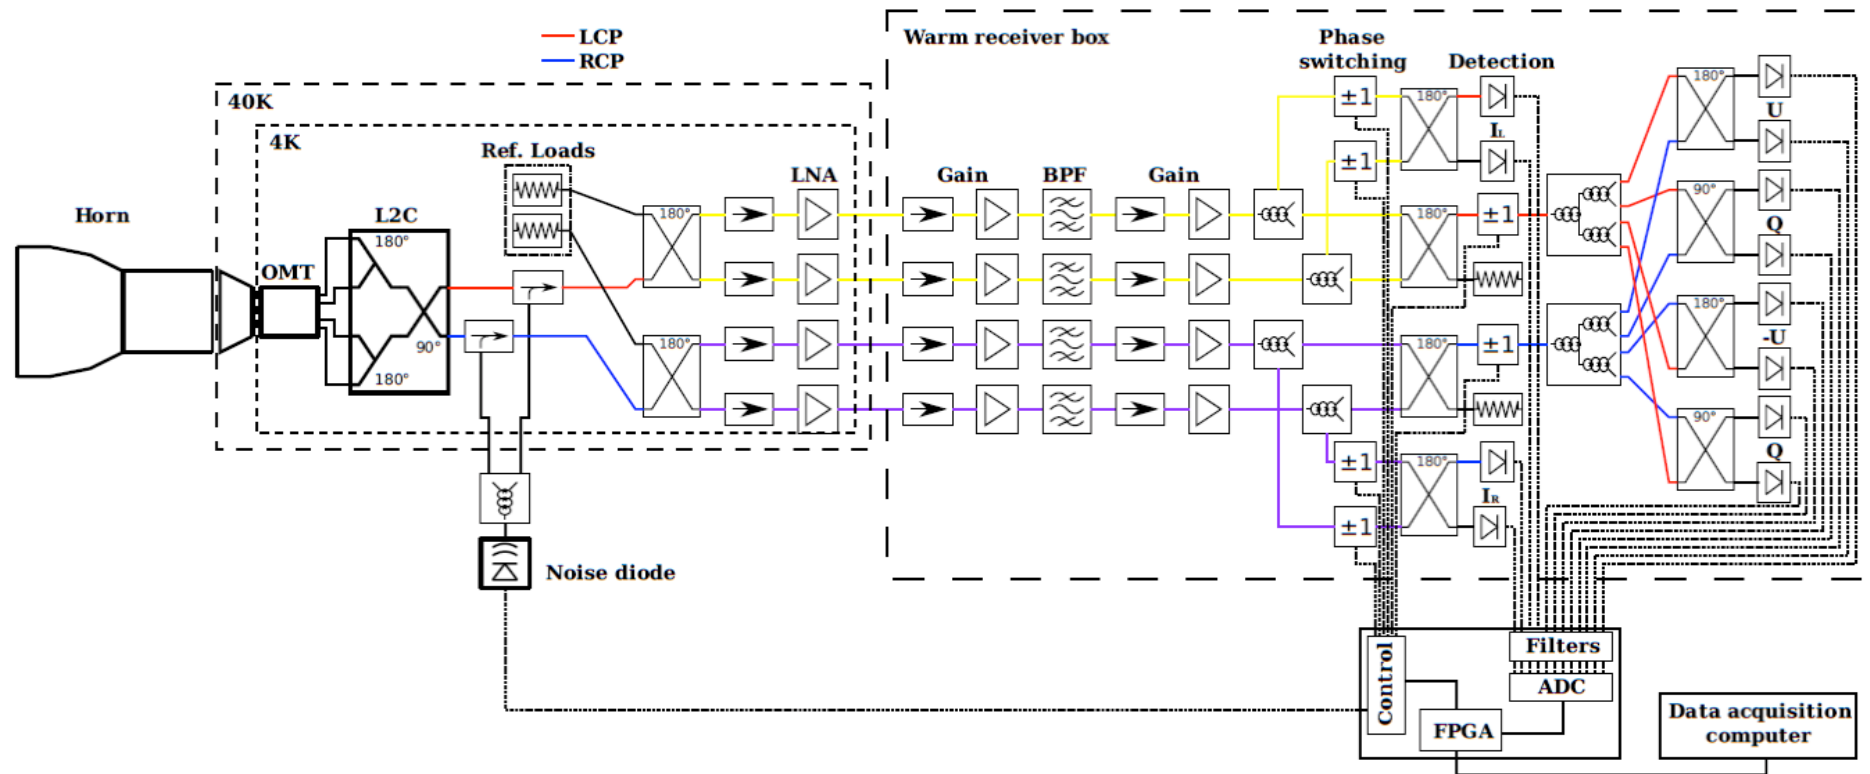 LCP
RCP
Warm receiver box
Phase
switching
Detection
40K
4K
Ref. Loads
LNA
Gain
BPF
Gain
Horn
OMT
L2C
180°
90°
180°
180°
180°
±1
±1
180°
I_L
180°
±1
180°
±1
±1
±1
180°
I_R
180°
U
90°
Q
180°
-U
90°
Q
Noise diode
Control
Filters
ADC
FPGA
Data acquisition
computer